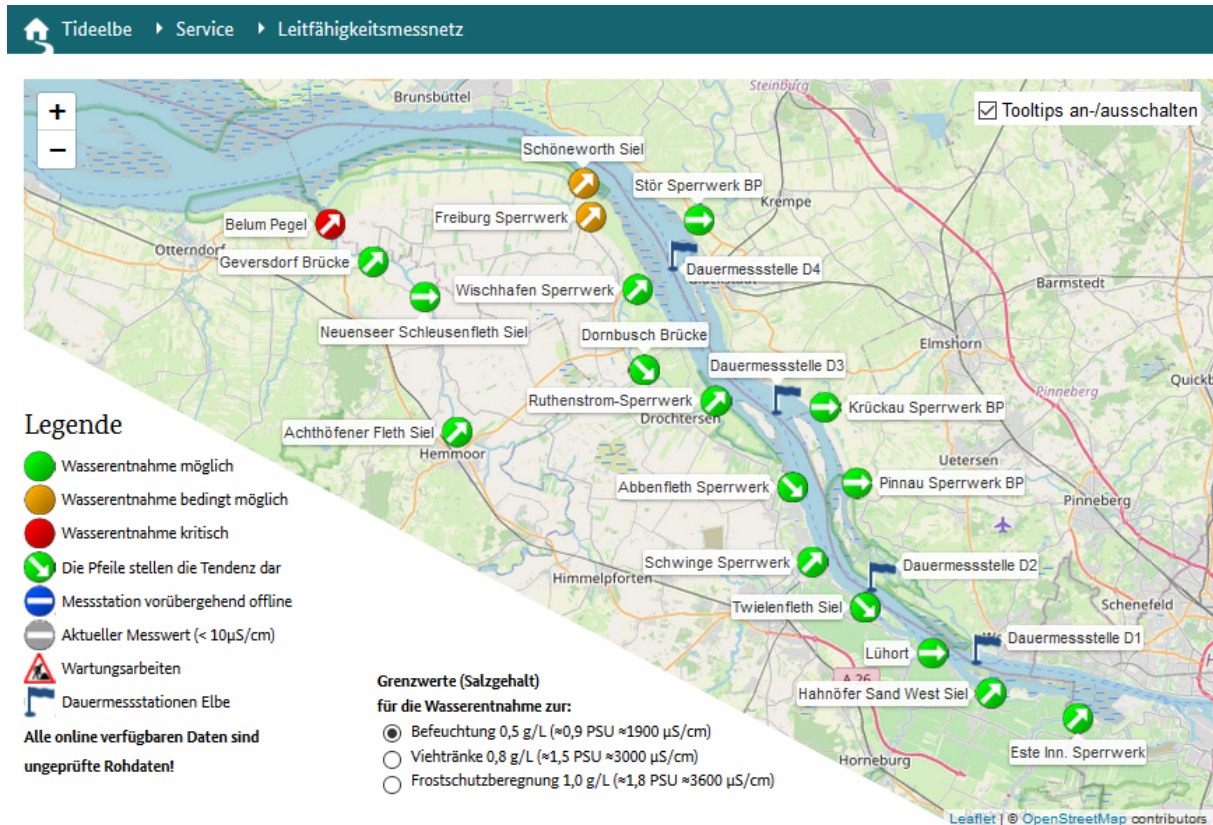 Tideelbe Service Leitfähigkeitsmessnetz
+
−
Tooltips an-/ausschalten
Steinburg
Brunsbüttel
Schöneworth Siel
Stör Sperrwerk BP
Krempe
Freiburg Sperrwerk
Belum Pegel
Otterndorf
Geversdorf Brücke
Dauermessstelle D4
Glückstadt
Barmstedt
Wischhafen Sperrwerk
Neuenseer Schleusenfleth Siel
Dornbusch Brücke
Elmshorn
Dauermessstelle D3
Pinneberg
Quickb
Ruthenstrom-Sperrwerk
Krückau Sperrwerk BP
Drochtersen
Achthöfener Fleth Siel
Hemmoor
Uetersen
Abbenfleth Sperrwerk
Pinnau Sperrwerk BP
Pinneberg
Schwinge Sperrwerk
Dauermessstelle D2
Himmelpforten
Twielenfleth Siel
Schenefeld
Dauermessstelle D1
Lühort
A 26
Hahnöfer Sand West Siel
Este Inn. Sperrwerk
Horneburg
Legende
Wasserentnahme möglich
Wasserentnahme bedingt möglich
Wasserentnahme kritisch
Die Pfeile stellen die Tendenz dar
Messstation vorübergehend offline
Aktueller Messwert (< 10µS/cm)
Wartungsarbeiten
Dauermessstationen Elbe
Alle online verfügbaren Daten sind
ungeprüfte Rohdaten!
Grenzwerte (Salzgehalt)
für die Wasserentnahme zur:
Befeuchtung 0,5 g/L (≈0,9 PSU ≈1900 µS/cm)
Viehtränke 0,8 g/L (≈1,5 PSU ≈3000 µS/cm)
Frostschutzberegnung 1,0 g/L (≈1,8 PSU ≈3600 µS/cm)
Leaflet | © OpenStreetMap contributors